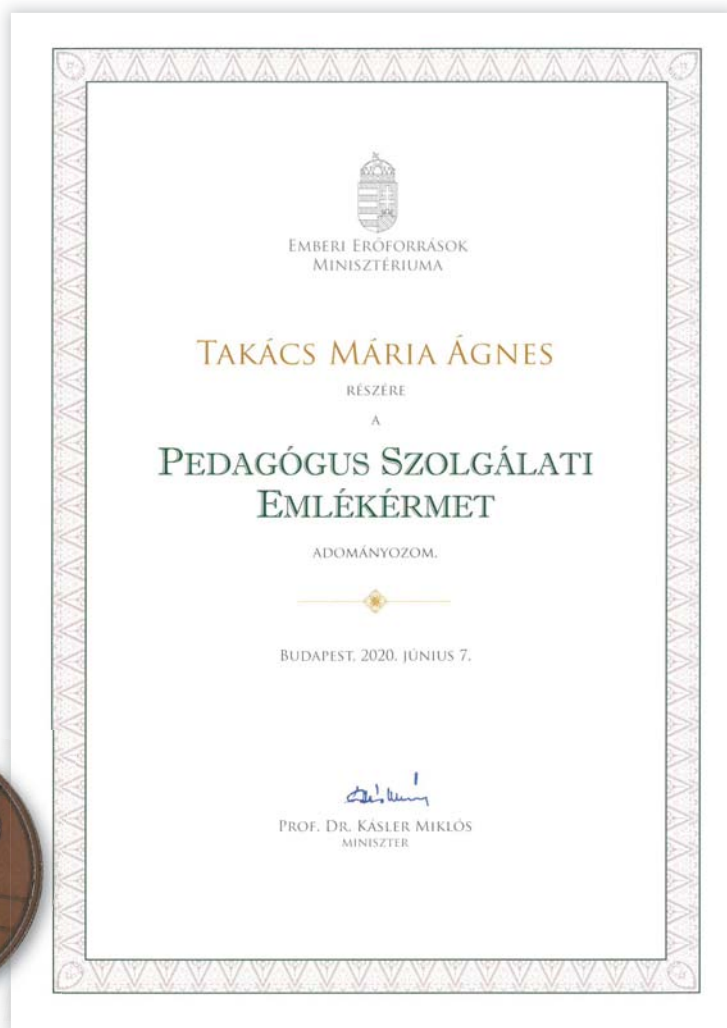 EMBERI ERŐFORRÁSOK
MINISZTÉRIUMA
TAKÁCS MÁRIA ÁGNES
RÉSZÉRE
A
PEDAGÓGUS SZOLGÁLATI
EMLÉKÉRMET
ADOMÁNYOZOM.
BUDAPEST, 2020. JÚNIUS 7.
PROF. DR. KÁSLER MIKLÓS
MINISZTER